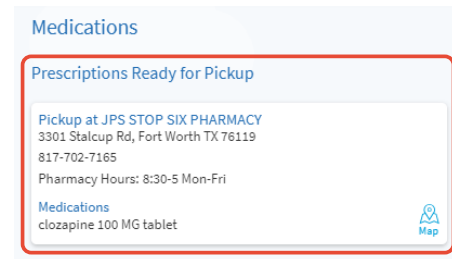 Medications
Prescriptions Ready for Pickup
Pickup at JPS STOP SIX PHARMACY
3301 Stalcup Rd, Fort Worth TX 76119
817-702-7165
Pharmacy Hours: 8:30-5 Mon-Fri
Medications
clozapine 100 MG tablet
Map